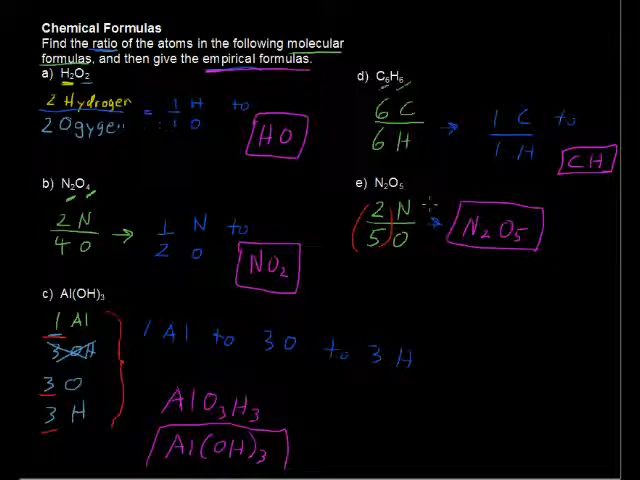 Chemical Formulas
Find the ratio of the atoms in the following molecular
formulas, and then give the empirical formulas.
a) H₂O₂
2 Hydrogen
2 Oxygen
= 1 H to
1 O
HO
b) N₂O₄
2 N
4 O
→ 1 N to
2 O
NO₂
c) Al(OH)₃
1 Al
3 OH
3 O
3 H
1 Al to 3 O to 3 H
AlO₃H₃
Al(OH)₃
d) C₆H₆
6 C
6 H
→ 1 C to
1 H
CH
e) N₂O₅
2 N
5 O
→ N₂O₅